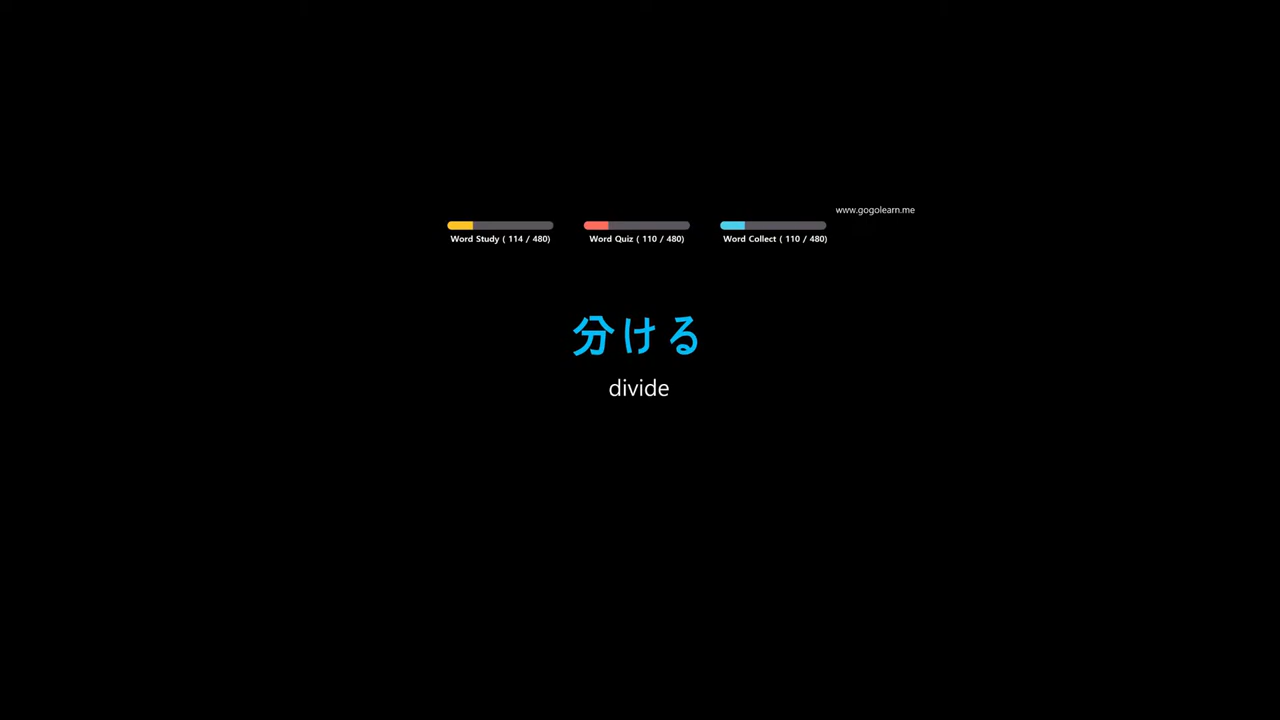 www.gogolearn.me
Word Study ( 114 / 480)
Word Quiz ( 110 / 480)
Word Collect ( 110 / 480)
分ける
divide